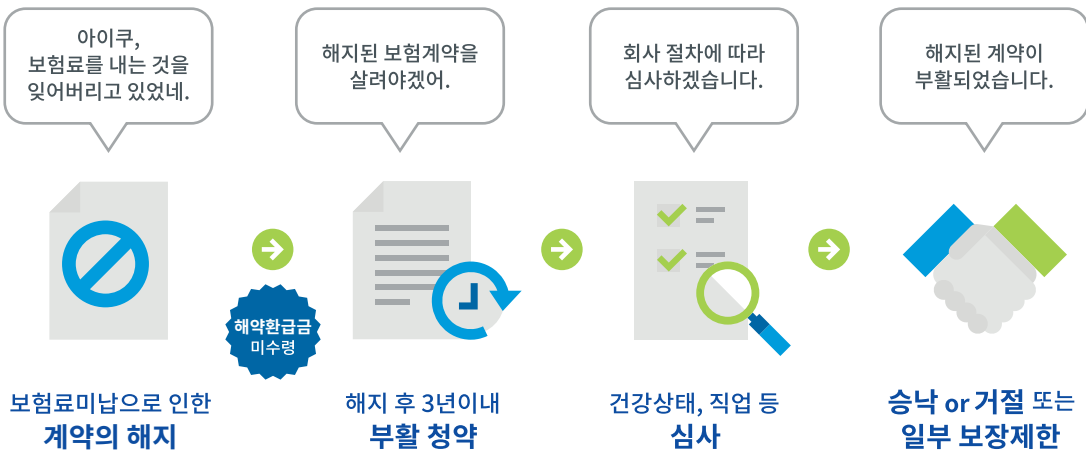 아이쿠,
보험료를 내는 것을
잊어버리고 있었네.
해지된 보험계약을
살려야겠어.
회사 절차에 따라
심사하겠습니다.
해지된 계약이
부활되었습니다.
해약환급금
미수령
보험료미납으로 인한
계약의 해지
해지 후 3년이내
부활 청약
건강상태, 직업 등
심사
승낙 or 거절 또는
일부 보장제한